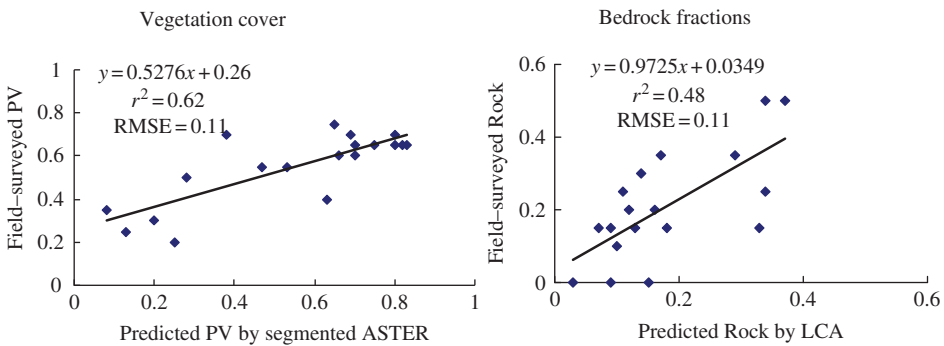 Vegetation cover
y=0.5276x+0.26
r²=0.62
RMSE=0.11
Field–surveyed PV
1
0.8
0.6
0.4
0.2
0
0 0.2 0.4 0.6 0.8 1
Predicted PV by segmented ASTER
Bedrock fractions
y=0.9725x+0.0349
r²=0.48
RMSE=0.11
Field–surveyed Rock
0.6
0.4
0.2
0
0 0.2 0.4 0.6
Predicted Rock by LCA